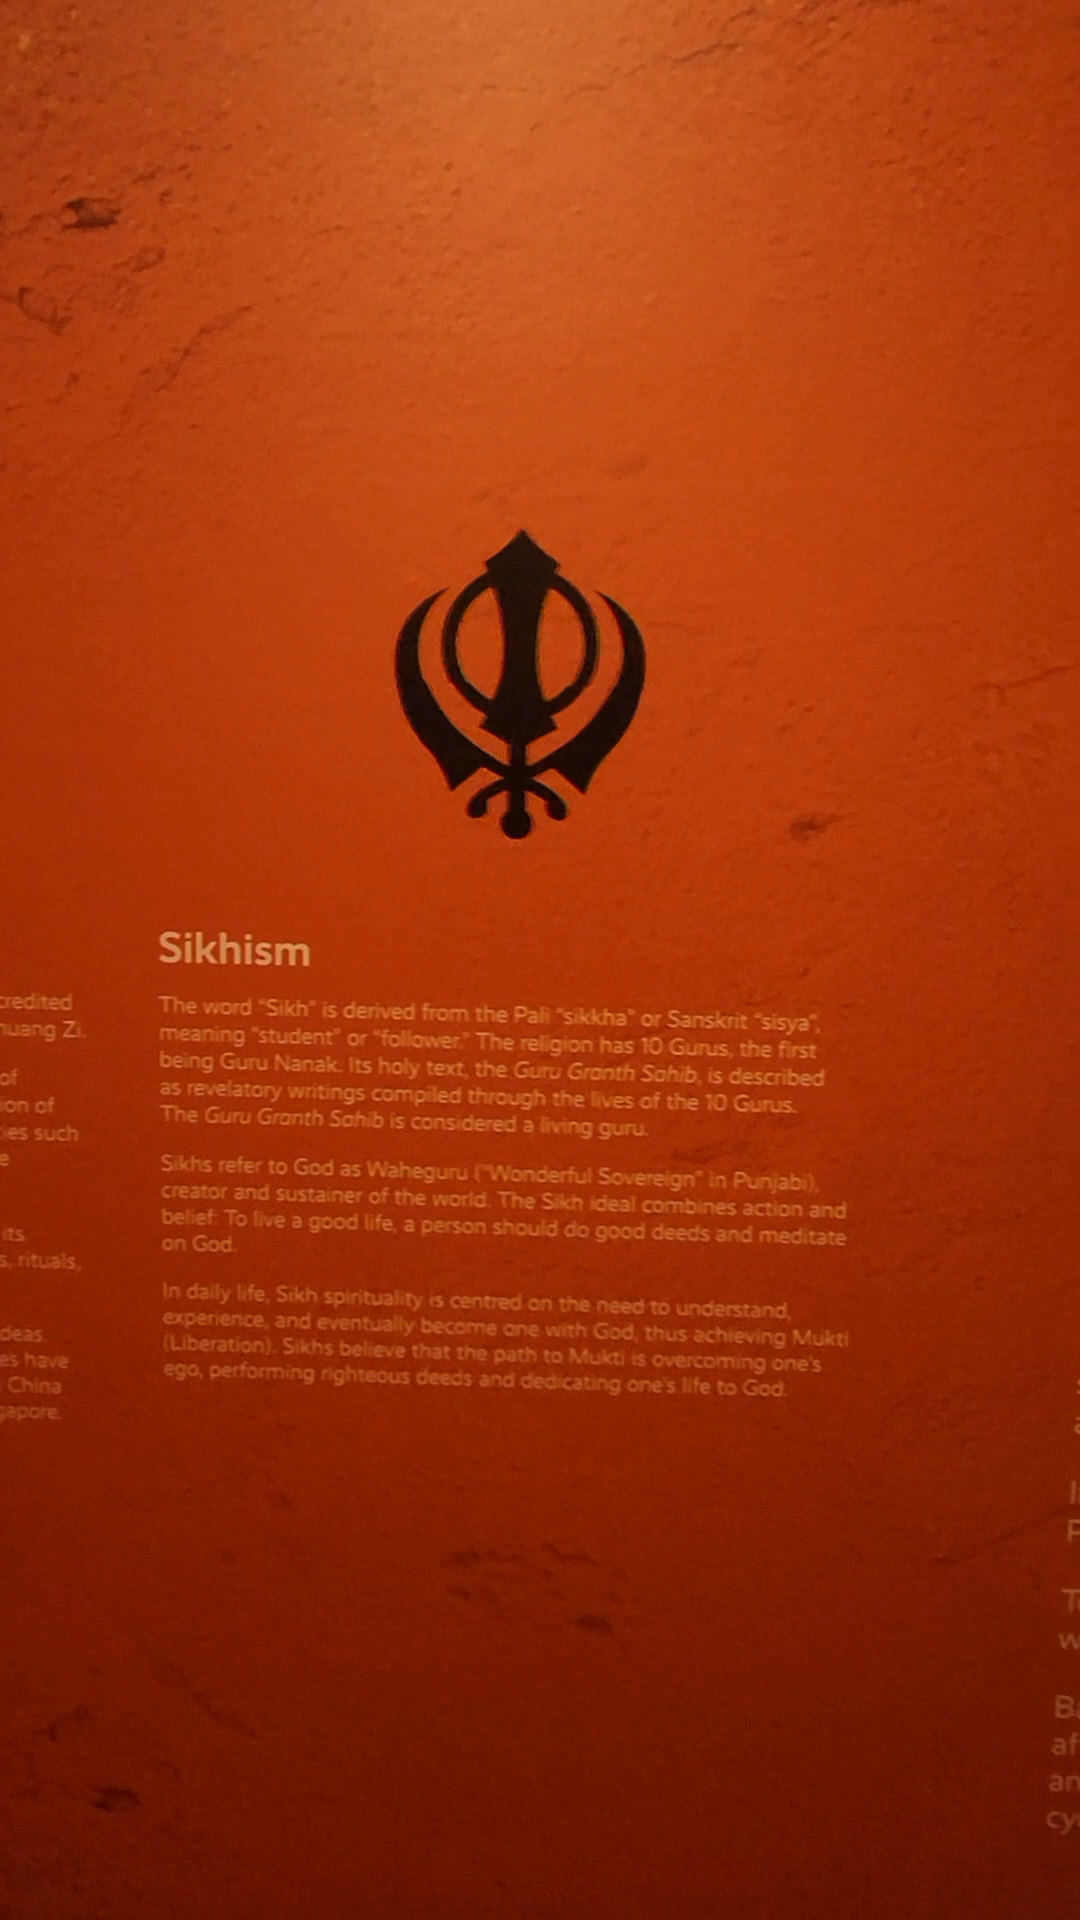 Sikhism
The word "Sikh" is derived from the Pali "sikkha" or Sanskrit "sisya",
meaning "student" or "follower." The religion has 10 Gurus, the first
being Guru Nanak. Its holy text, the Guru Granth Sahib, is described
as revelatory writings compiled through the lives of the 10 Gurus.
The Guru Granth Sahib is considered a living guru.
Sikhs refer to God as Waheguru ("Wonderful Sovereign" in Punjabi),
creator and sustainer of the world. The Sikh ideal combines action and
belief: To live a good life, a person should do good deeds and meditate
on God.
In daily life, Sikh spirituality is centred on the need to understand,
experience, and eventually become one with God, thus achieving Mukti
(Liberation). Sikhs believe that the path to Mukti is overcoming one's
ego, performing righteous deeds and dedicating one's life to God.
credited
Zi.
of
of
such
its
rituals,
have
China